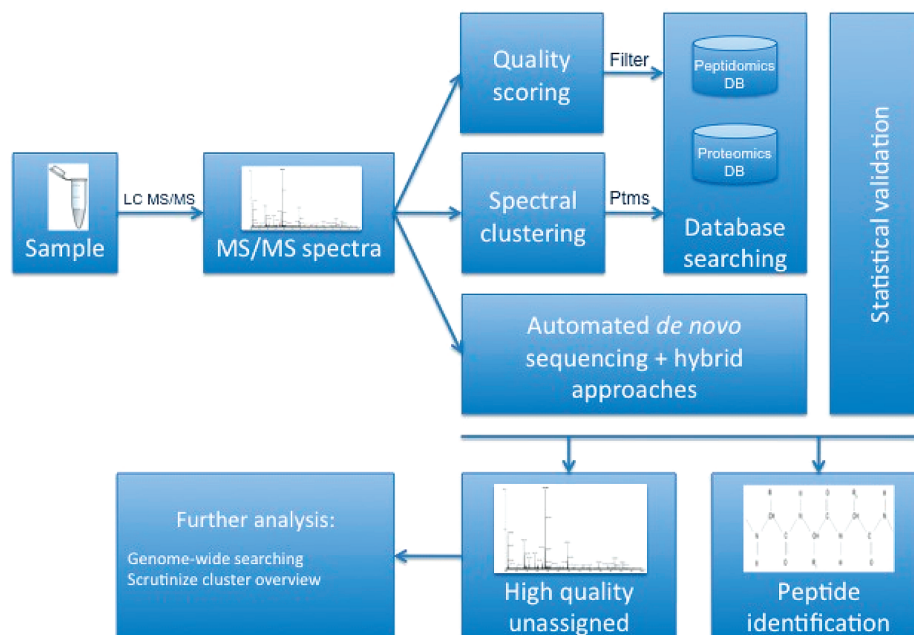 Sample
LC MS/MS
MS/MS spectra
Quality
scoring
Filter
Spectral
clustering
Ptms
Peptidomics
DB
Proteomics
DB
Database
searching
Automated de novo
sequencing + hybrid
approaches
Statistical validation
Further analysis:
Genome-wide searching
Scrutinize cluster overview
High quality
unassigned
Peptide
identification